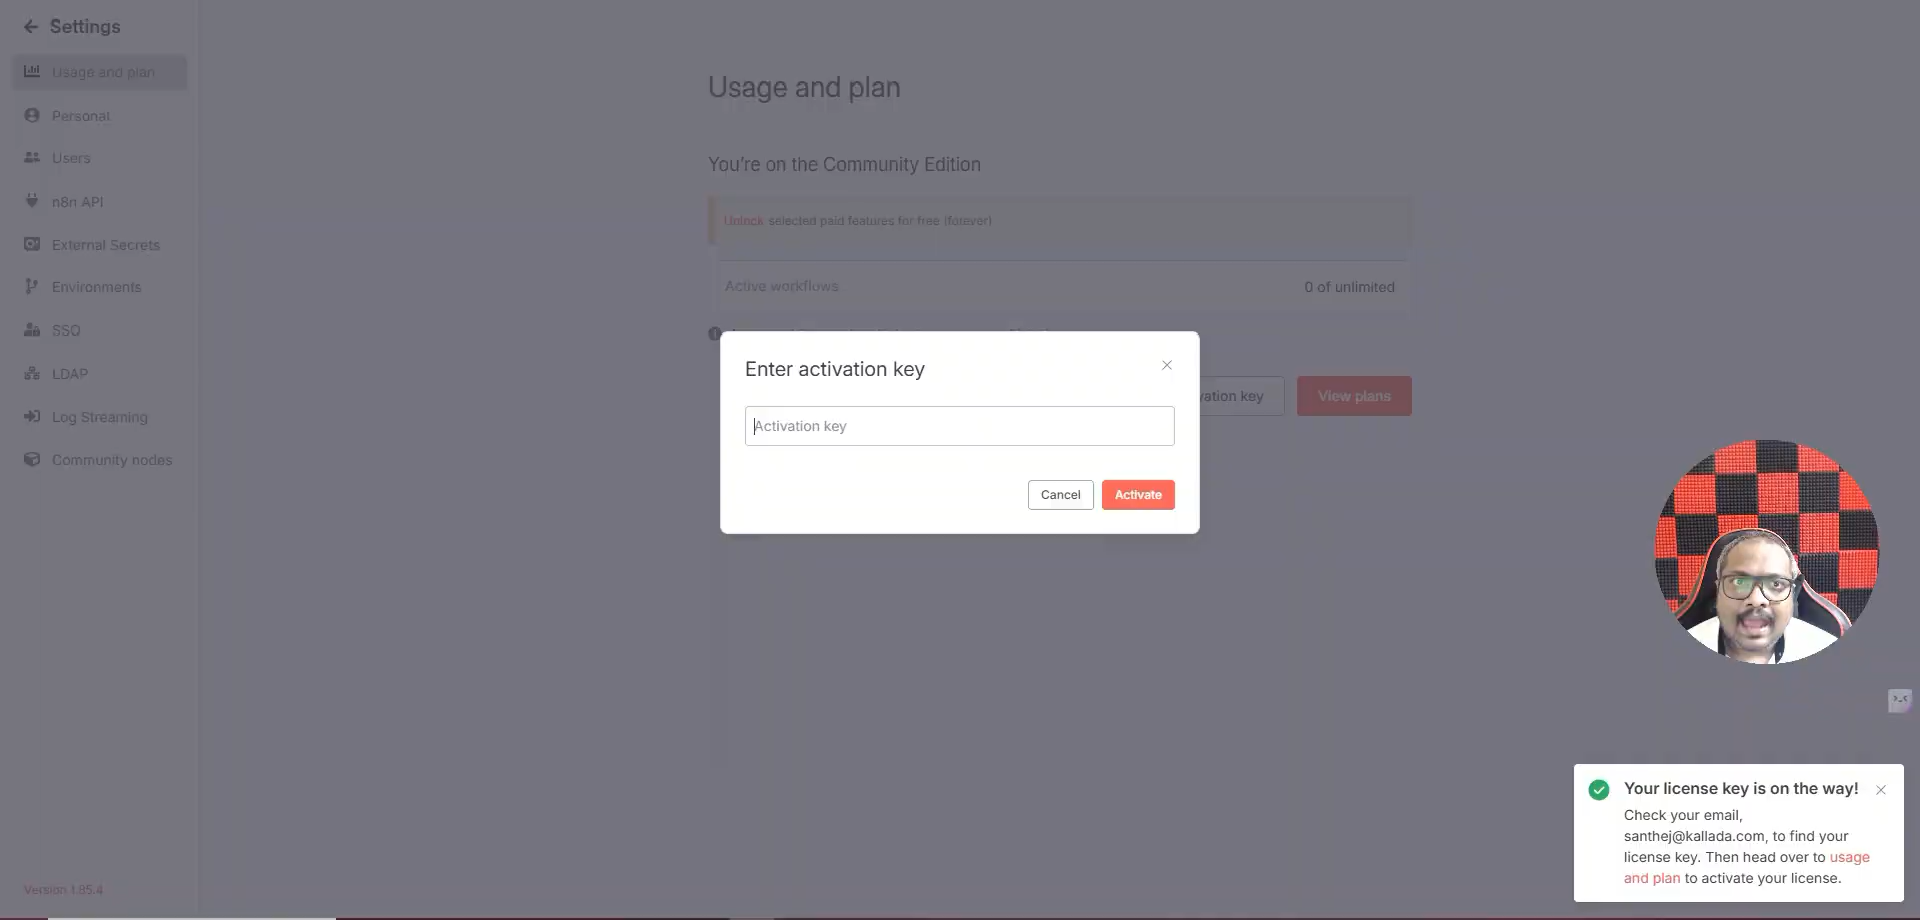 Settings
Usage and plan
Personal
Users
n8n API
External Secrets
Environments
SSO
LDAP
Log Streaming
Community nodes
Version 1.85.4
Usage and plan
You're on the Community Edition
Unlock selected paid features for free (forever)
Active workflows 0 of unlimited
vation key
View plans
Enter activation key
Activation key
Cancel Activate
Your license key is on the way!
Check your email,
santhej@kallada.com, to find your
license key. Then head over to usage
and plan to activate your license.